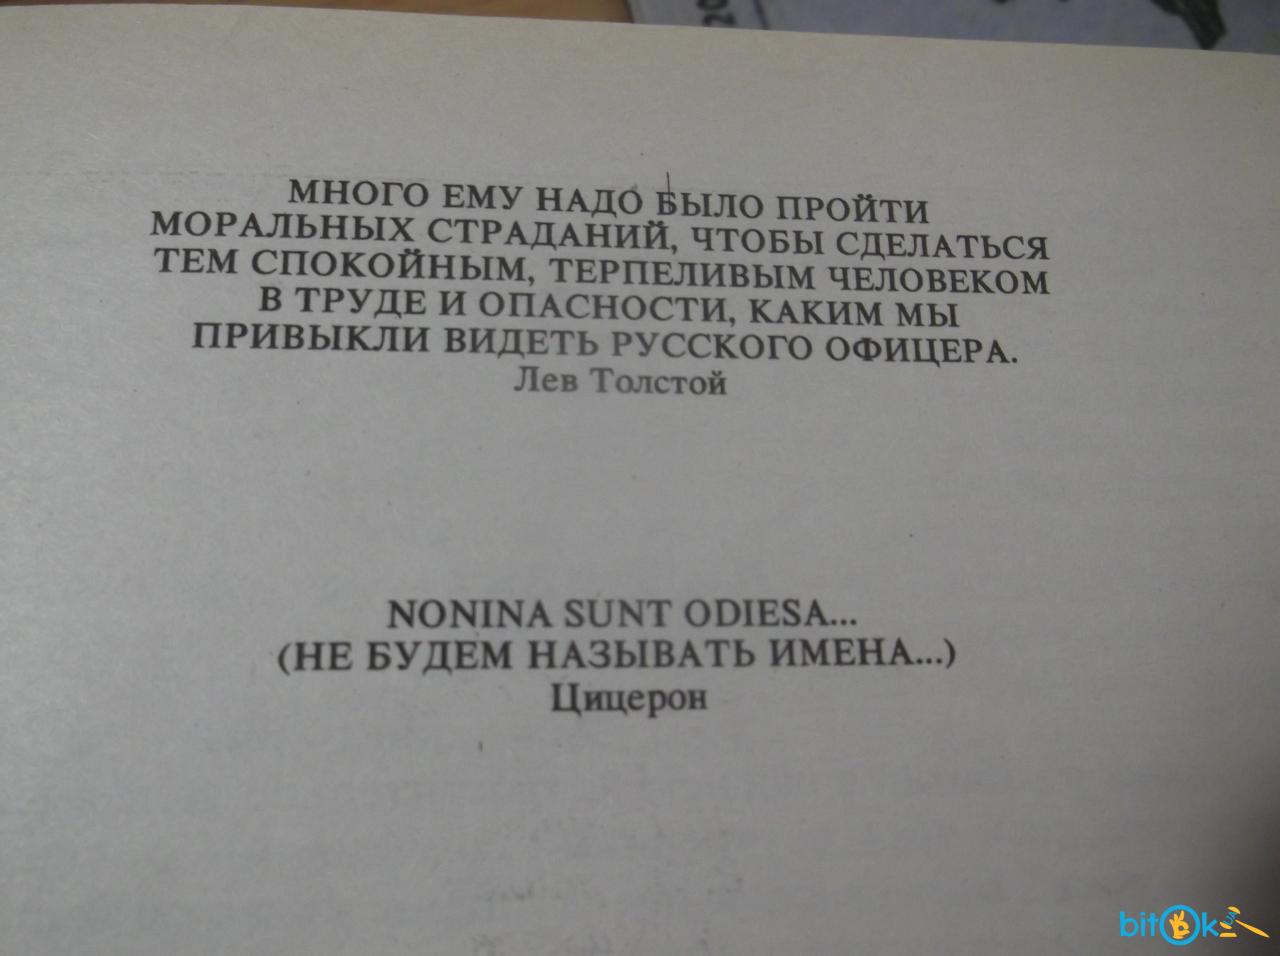 20
МНОГО ЕМУ НАДО БЫЛО ПРОЙТИ
МОРАЛЬНЫХ СТРАДАНИЙ, ЧТОБЫ СДЕЛАТЬСЯ
ТЕМ СПОКОЙНЫМ, ТЕРПЕЛИВЫМ ЧЕЛОВЕКОМ
В ТРУДЕ И ОПАСНОСТИ, КАКИМ МЫ
ПРИВЫКЛИ ВИДЕТЬ РУССКОГО ОФИЦЕРА.
Лев Толстой
NONINA SUNT ODIESA...
(НЕ БУДЕМ НАЗЫВАТЬ ИМЕНА...)
Цицерон
bitOk